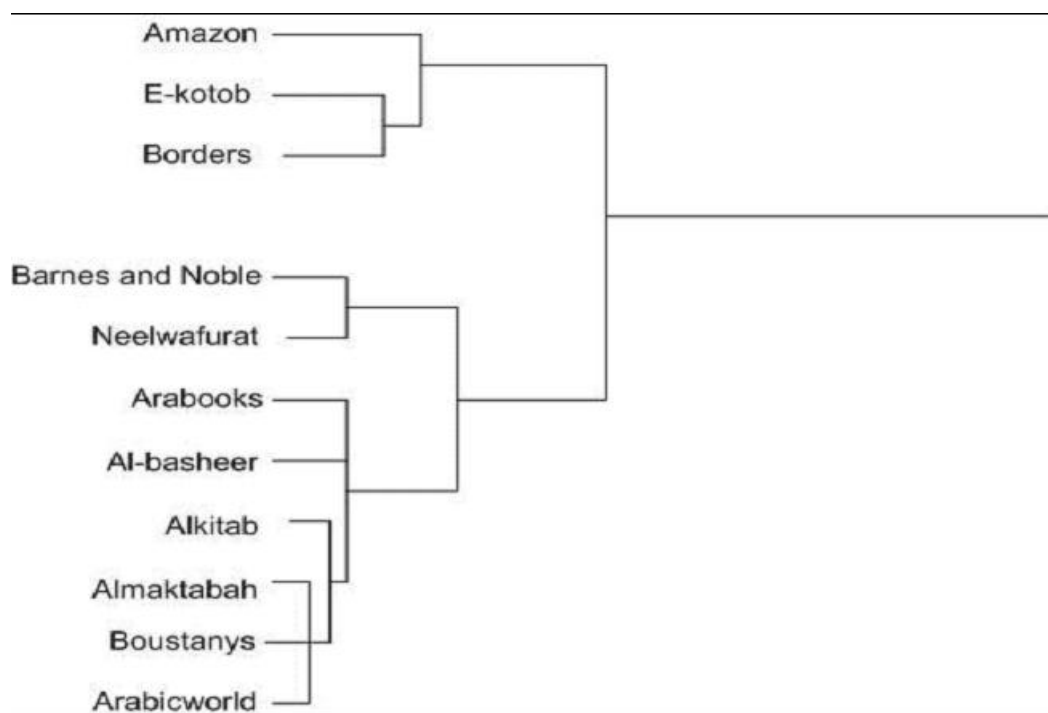 Amazon
E-kotob
Borders
Barnes and Noble
Neelwafurat
Arabooks
Al-basheer
Alkitab
Almaktabah
Boustanys
Arabicworld